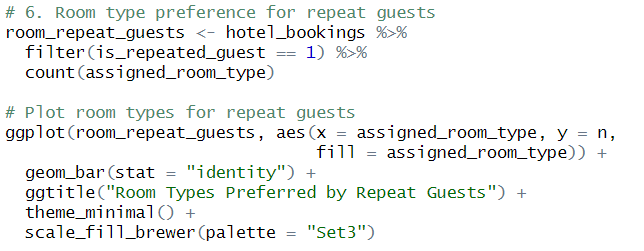 # 6. Room type preference for repeat guests
room_repeat_guests <- hotel_bookings %>%
  filter(is_repeated_guest == 1) %>%
  count(assigned_room_type)

# Plot room types for repeat guests
ggplot(room_repeat_guests, aes(x = assigned_room_type, y = n,
                               fill = assigned_room_type)) +
  geom_bar(stat = "identity") +
  ggtitle("Room Types Preferred by Repeat Guests") +
  theme_minimal() +
  scale_fill_brewer(palette = "Set3")